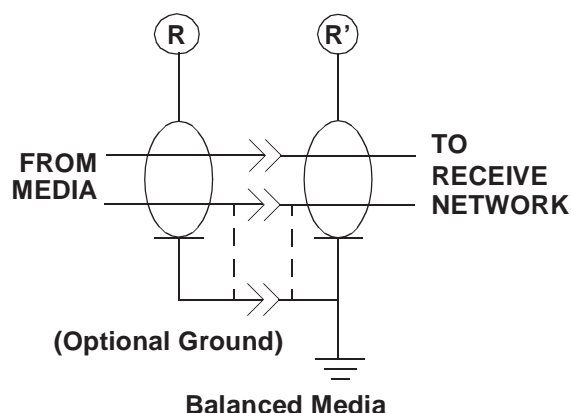 R R’
FROM
MEDIA
TO
RECEIVE
NETWORK
(Optional Ground)
Balanced Media